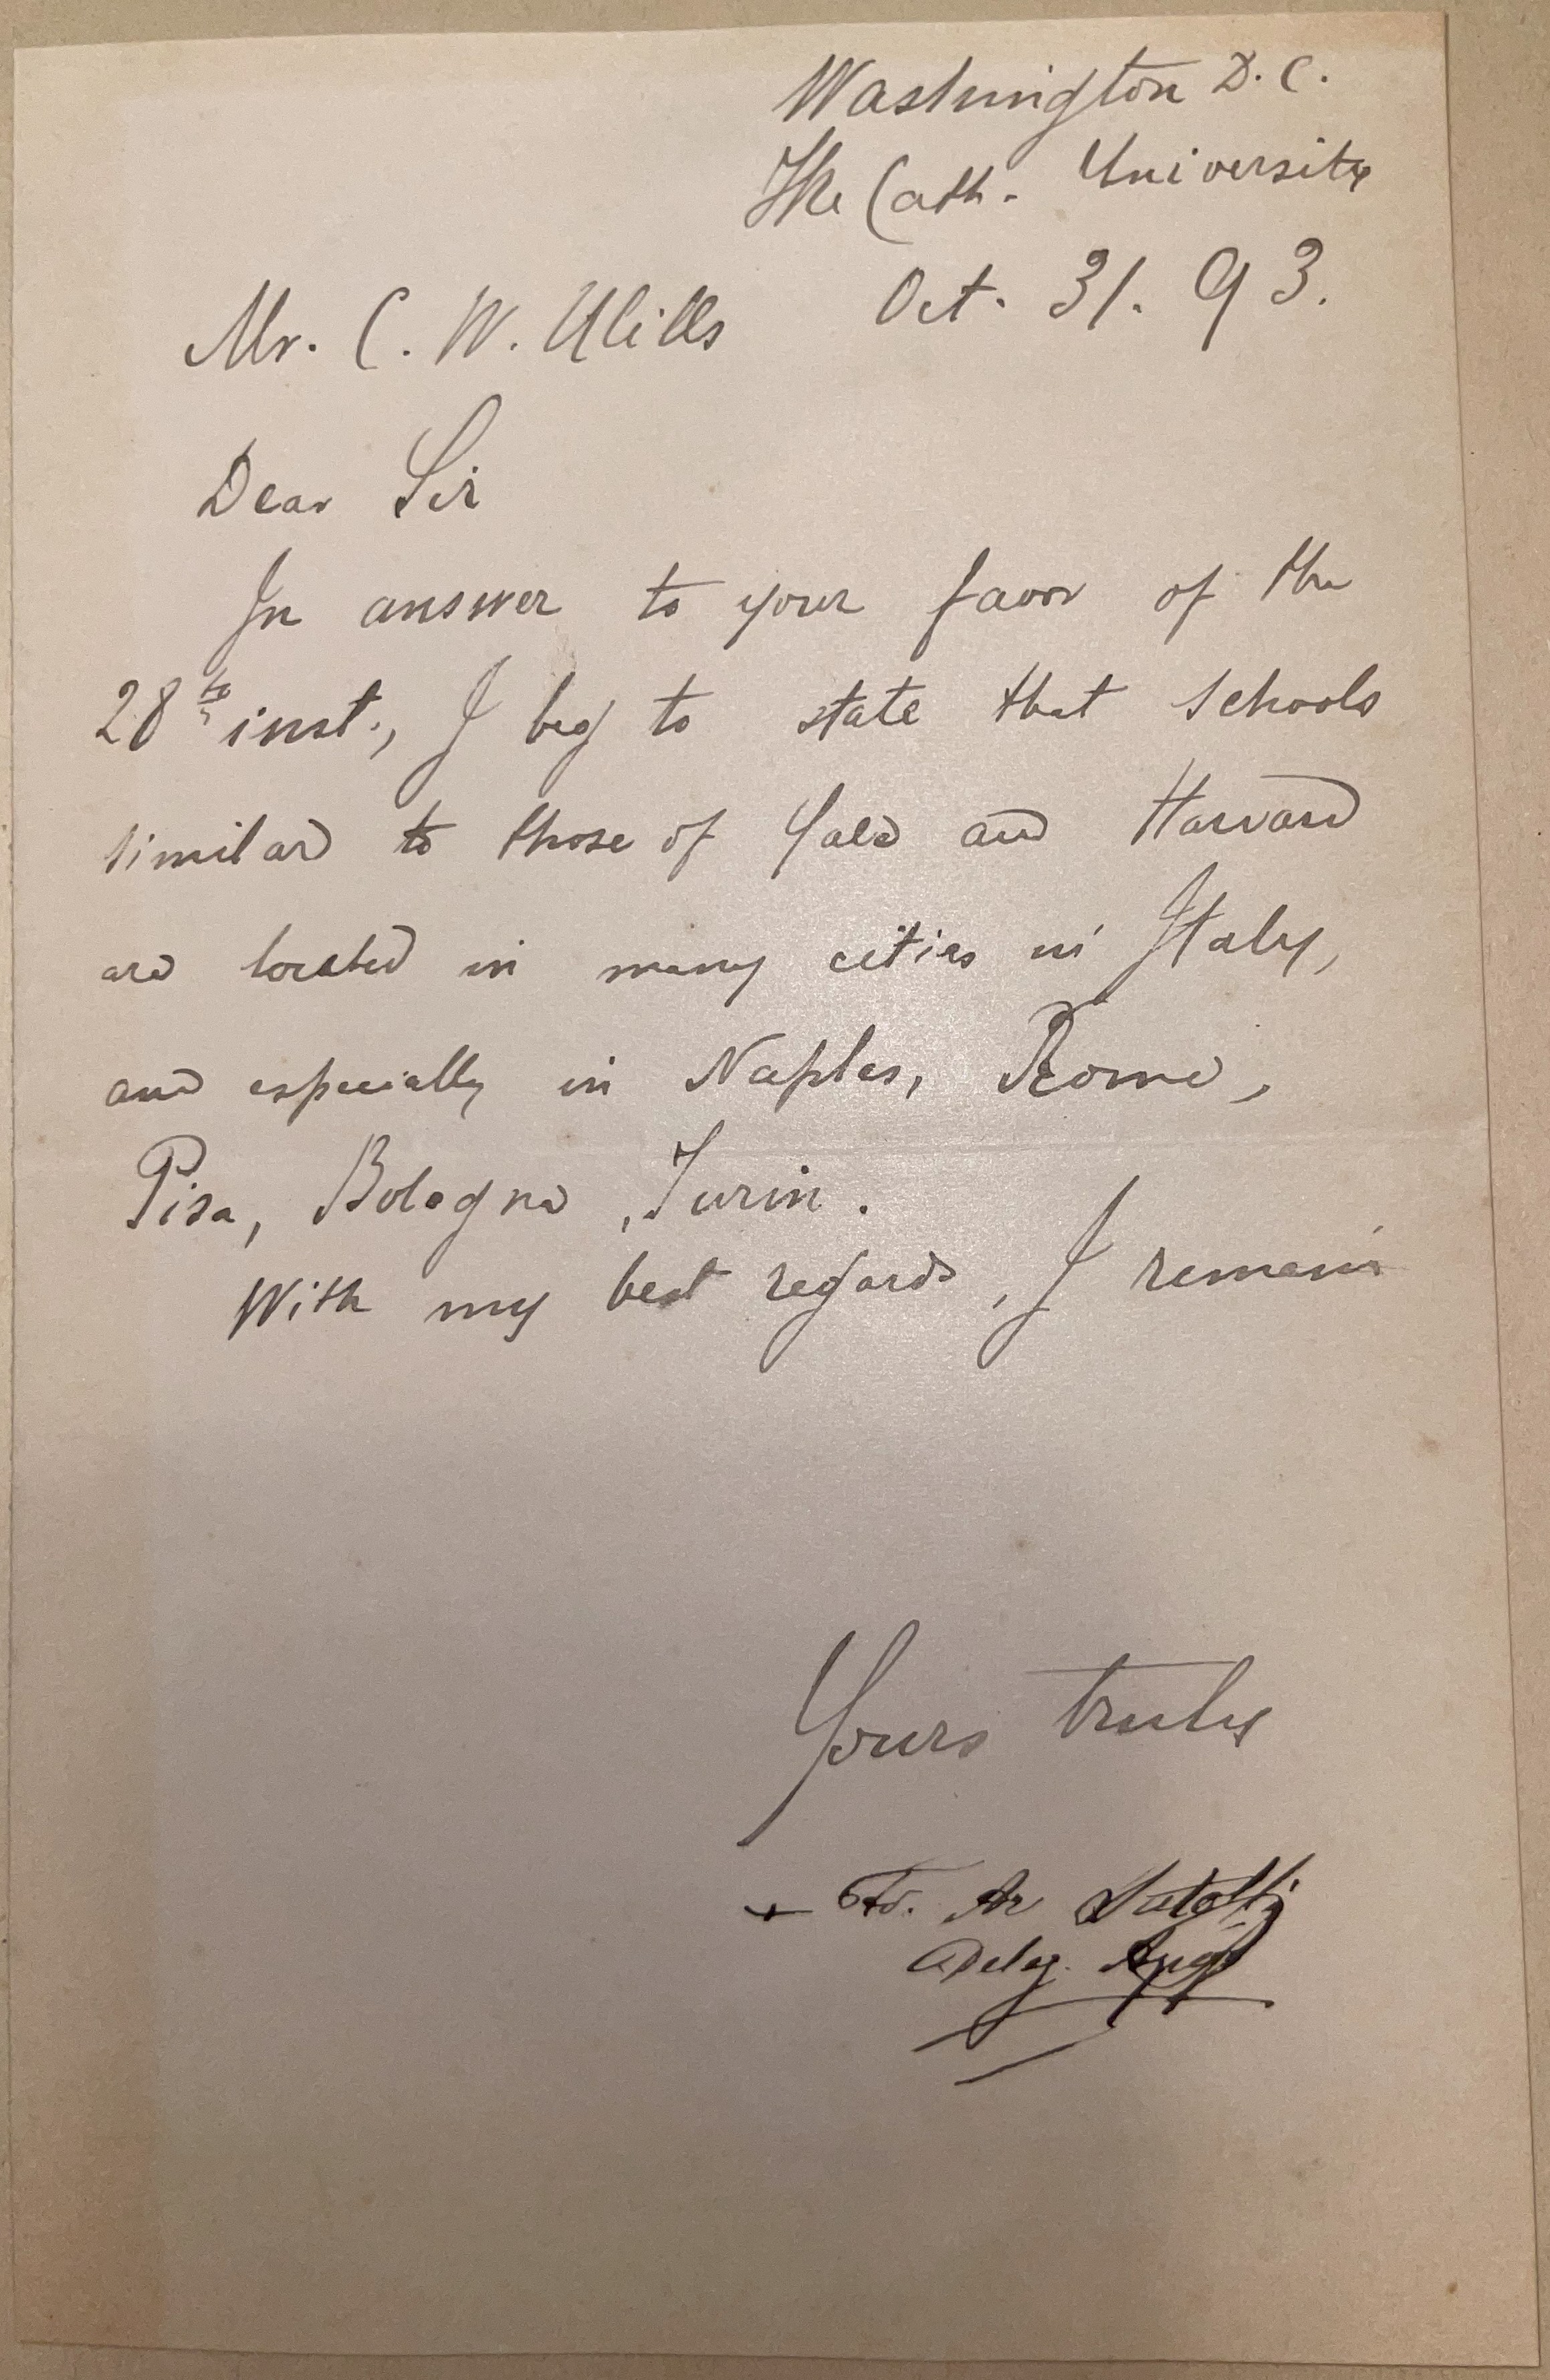 Washington D.C.
The Cath. University
Oct. 31. 93.
Mr. C. W. Mills
Dear Sir
In answer to your favor of the
28th inst., I beg to state that schools
similar to those of Yale and Harvard
are located in many cities in Italy,
and especially in Naples, Rome,
Pisa, Bologna, Turin.
With my best regards, I remain
Yours truly
+ Fr. Ar Satolli
Deleg. Ap